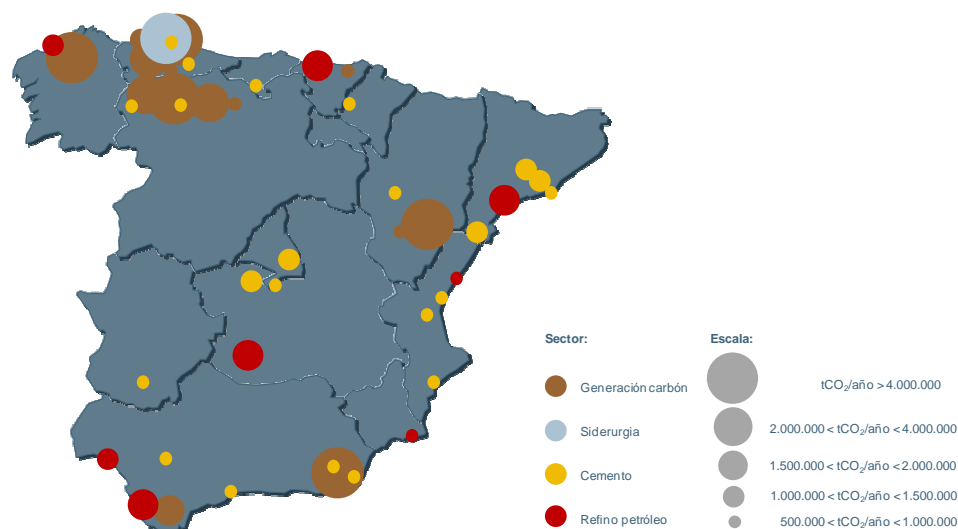 Sector:
Escala:
Generación carbón
tCO₂/año > 4.000.000
Siderurgia
2.000.000 < tCO₂/año < 4.000.000
Cemento
1.500.000 < tCO₂/año < 2.000.000
1.000.000 < tCO₂/año < 1.500.000
Refino petróleo
500.000 < tCO₂/año < 1.000.000